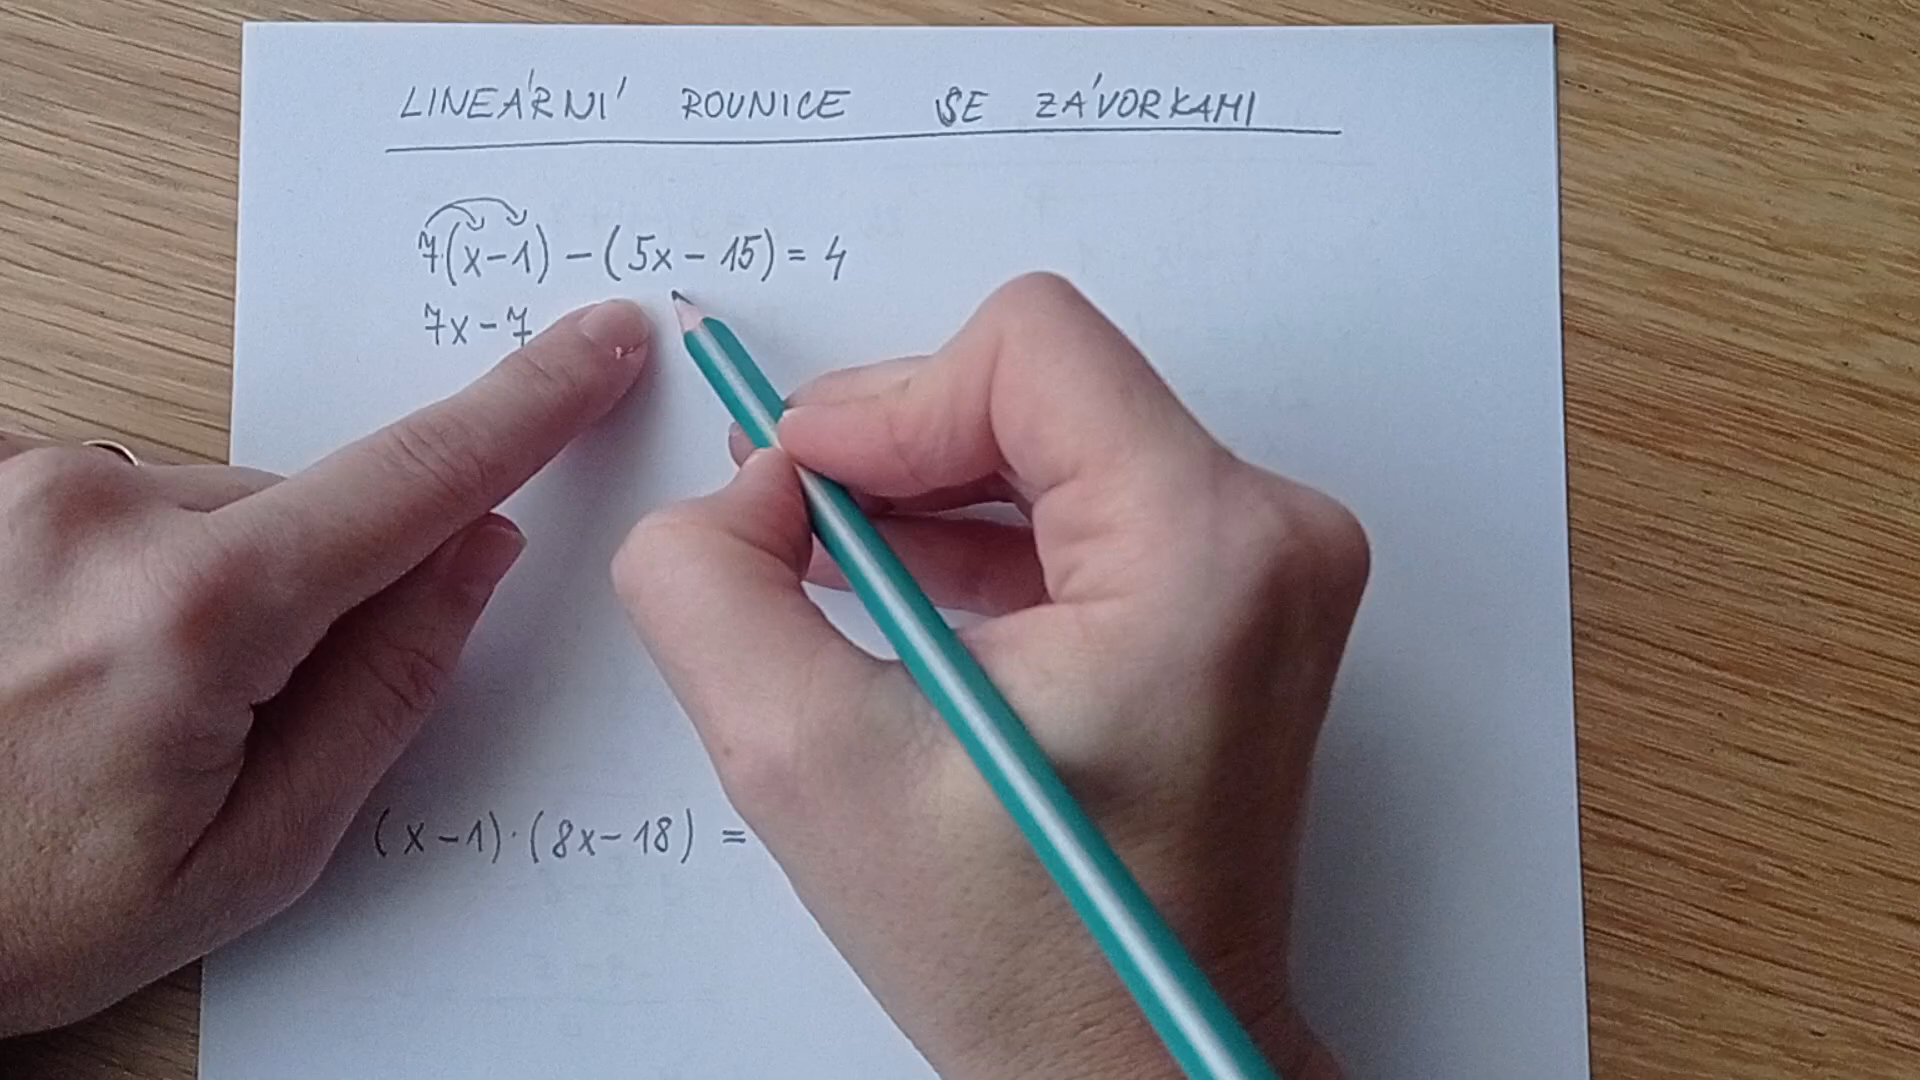 LINEÁRNÍ ROVNICE SE ZÁVORKAMI
7(x-1) - (5x - 15) = 4
7x - 7
(x-1)·(8x-18) =